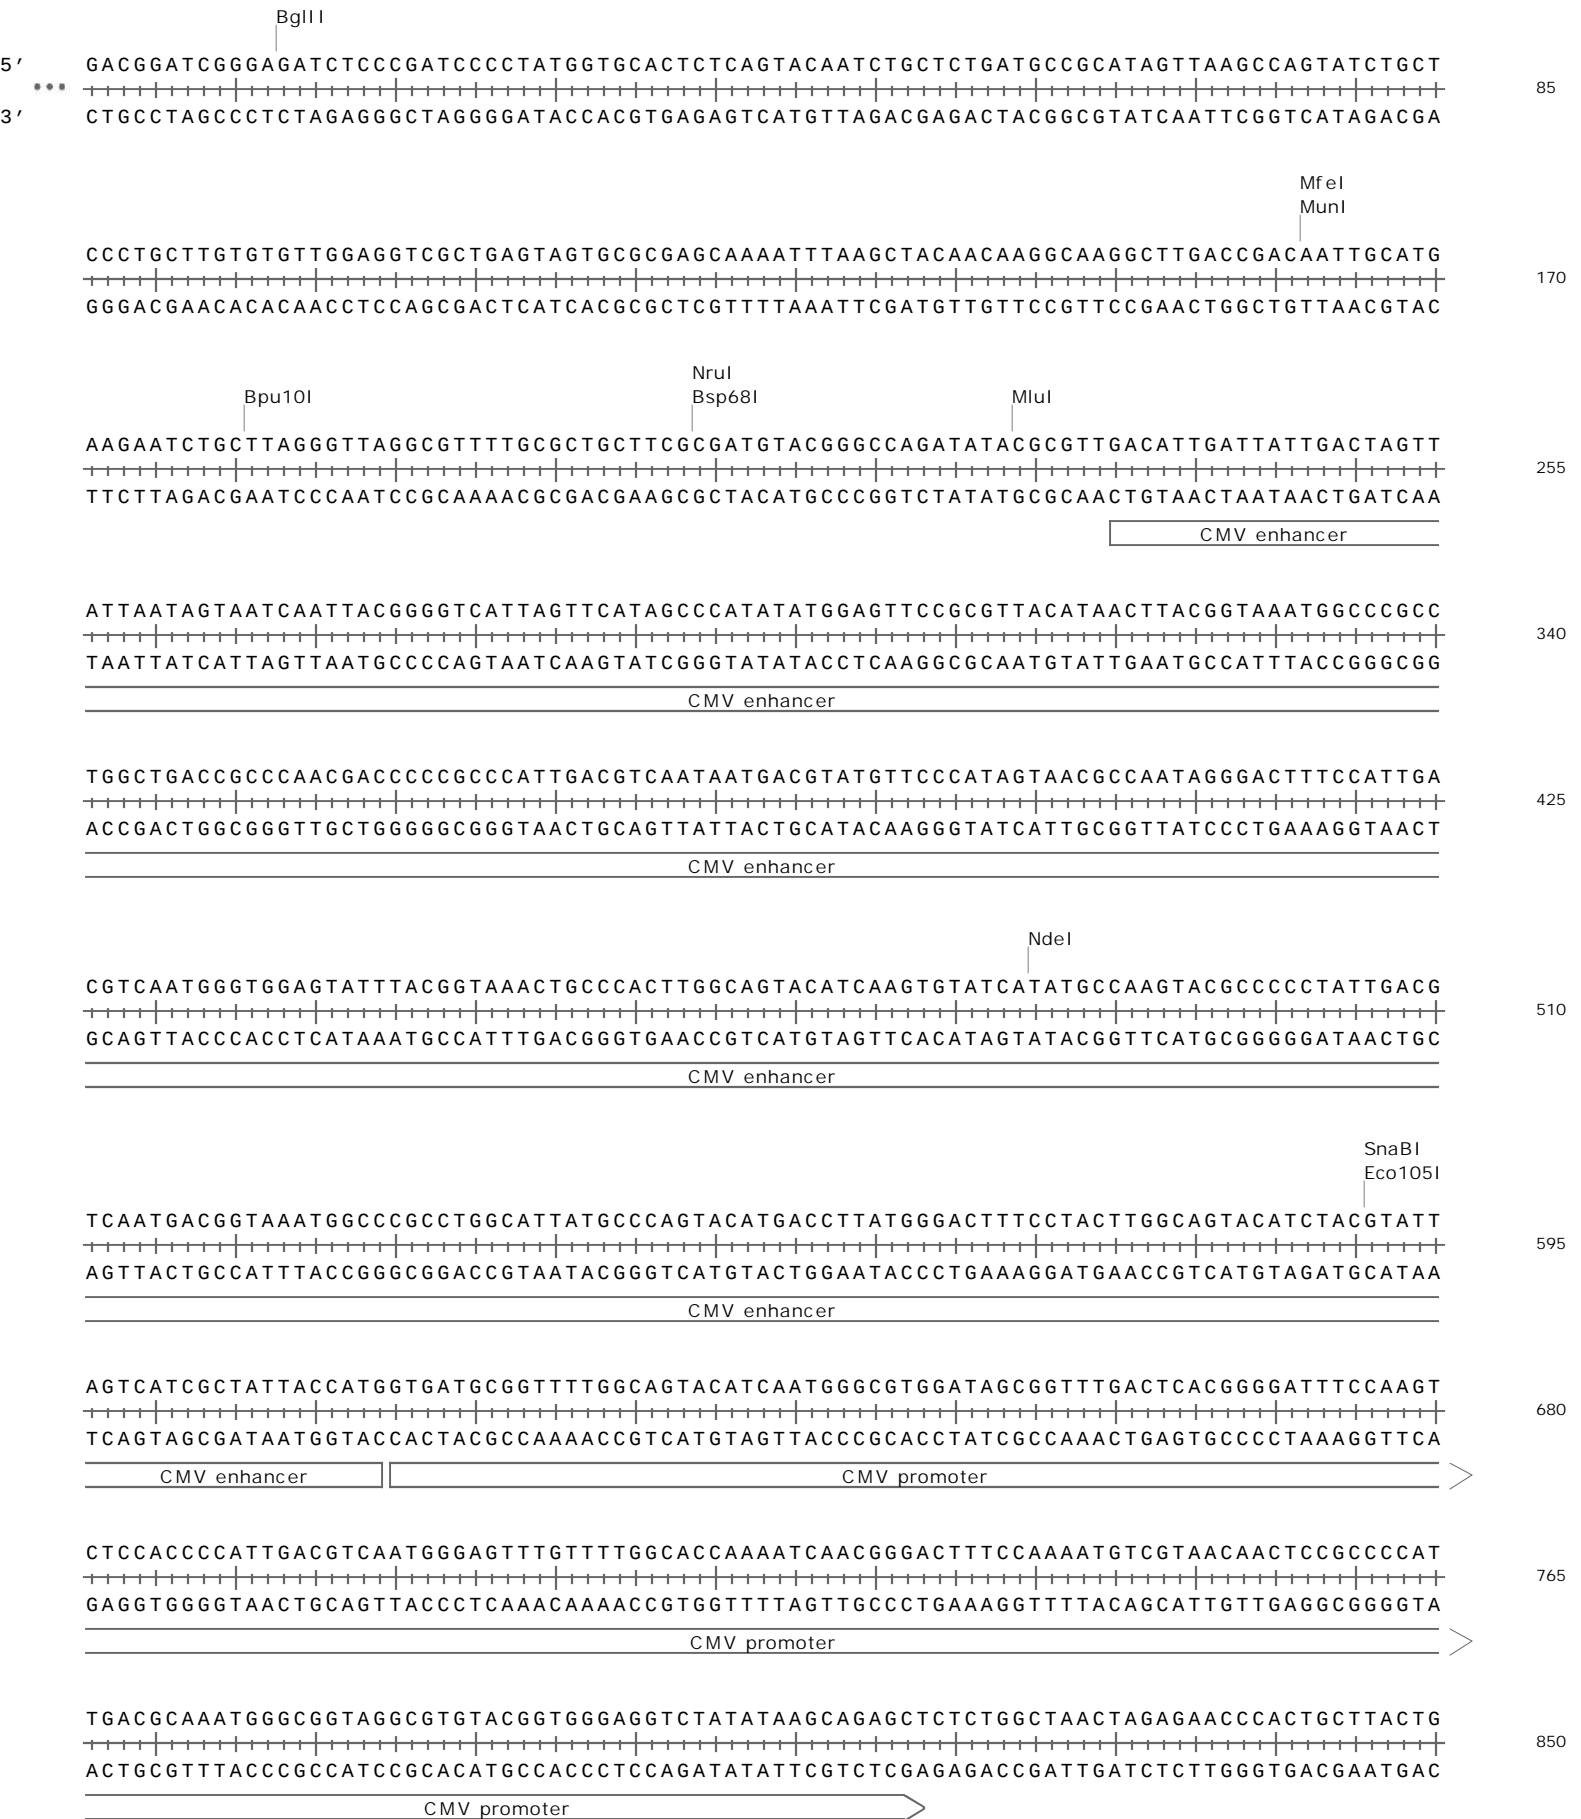 BglII
5′ GACGGATCGGGAGATCTCCCGATCCCCTATGGTGCACTCTCAGTACAATCTGCTCTGATGCCGCATAGTTAAGCCAGTATCTGCT
85
3′ CTGCCTAGCCCTCTAGAGGGCTAGGGGATACCACGTGAGAGTCATGTTAGACGAGACTACGGCGTATCAATTCGGTCATAGACGA
MfeI
MunI
CCCTGCTTGTGTGTTGGAGGTCGCTGAGTAGTGCGCGAGCAAAATTTAAGCTACAACAAGGCAAGGCTTGACCGACAATTGCATG
170
GGGACGAACACACAACCTCCAGCGACTCATCACGCGCTCGTTTTAAATTCGATGTTGTTCCGTTCCGAACTGGCTGTTAACGTAC
NruI
Bpu10I Bsp68I MluI
AAGAATCTGCTTAGGGTTAGGCGTTTTGCGCTGCTTCGCGATGTACGGGCCAGATATACGCGTTGACATTGATTATTGACTAGTT
255
TTCTTAGACGAATCCCAATCCGCAAAACGCGACGAAGCGCTACATGCCCGGTCTATATGCGCAACTGTAACTAATAACTGATCAA
CMV enhancer
ATTAATAGTAATCAATTACGGGGTCATTAGTTCATAGCCCATATATGGAGTTCCGCGTTACATAACTTACGGTAAATGGCCCGCC
340
TAATTATCATTAGTTAATGCCCCAGTAATCAAGTATCGGGTATATACCTCAAGGCGCAATGTATTGAATGCCATTTACCGGGCGG
CMV enhancer
TGGCTGACCGCCCAACGACCCCCGCCCATTGACGTCAATAATGACGTATGTTCCCATAGTAACGCCAATAGGGACTTTCCATTGA
425
ACCGACTGGCGGGTTGCTGGGGGCGGGTAACTGCAGTTATTACTGCATACAAGGGTATCATTGCGGTTATCCCTGAAAGGTAACT
CMV enhancer
NdeI
CGTCAATGGGTGGAGTATTTACGGTAAACTGCCCACTTGGCAGTACATCAAGTGTATCATATGCCAAGTACGCCCCCTATTGACG
510
GCAGTTACCCACCTCATAAATGCCATTTGACGGGTGAACCGTCATGTAGTTCACATAGTATACGGTTCATGCGGGGGATAACTGC
CMV enhancer
SnaBI
Eco105I
TCAATGACGGTAAATGGCCCGCCTGGCATTATGCCCAGTACATGACCTTATGGGACTTTCCTACTTGGCAGTACATCTACGTATT
595
AGTTACTGCCATTTACCGGGCGGACCGTAATACGGGTCATGTACTGGAATACCCTGAAAGGATGAACCGTCATGTAGATGCATAA
CMV enhancer
AGTCATCGCTATTACCATGGTGATGCGGTTTTGGCAGTACATCAATGGGCGTGGATAGCGGTTTGACTCACGGGGATTTCCAAGT
680
TCAGTAGCGATAATGGTACCACTACGCCAAAACCGTCATGTAGTTACCCGCACCTATCGCCAAACTGAGTGCCCCTAAAGGTTCA
CMV enhancer CMV promoter
CTCCACCCCATTGACGTCAATGGGAGTTTGTTTTGGCACCAAAATCAACGGGACTTTCCAAAATGTCGTAACAACTCCGCCCCAT
765
GAGGTGGGGTAACTGCAGTTACCCTCAAACAAAACCGTGGTTTTAGTTGCCCTGAAAGGTTTTACAGCATTGTTGAGGCGGGGTA
CMV promoter
TGACGCAAATGGGCGGTAGGCGTGTACGGTGGGAGGTCTATATAAGCAGAGCTCTCTGGCTAACTAGAGAACCCACTGCTTACTG
850
ACTGCGTTTACCCGCCATCCGCACATGCCACCCTCCAGATATATTCGTCTCGAGAGACCGATTGATCTCTTGGGTGACGAATGAC
CMV promoter